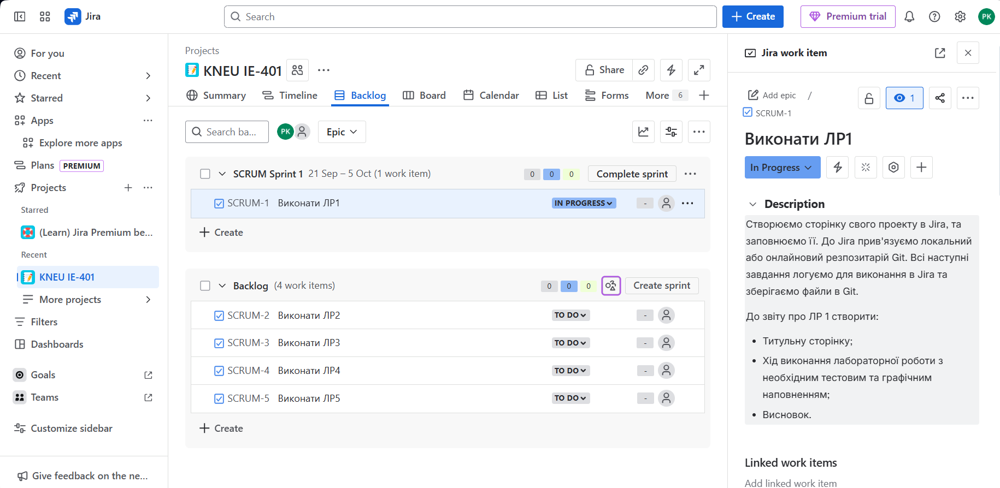 Jira
Search
Create
Premium trial
PK
For you
Recent
Starred
Apps
Explore more apps
Plans PREMIUM
Projects
Starred
(Learn) Jira Premium be...
Recent
KNEU IE-401
More projects
Filters
Dashboards
Goals
Teams
Customize sidebar
Give feedback on the ne...
Projects
KNEU IE-401
Share
Summary Timeline Backlog Board Calendar List Forms More 6
Search ba... PK Epic
SCRUM Sprint 1 21 Sep – 5 Oct (1 work item) 0 0 0 Complete sprint
SCRUM-1 Виконати ЛР1 IN PROGRESS -
Create
Backlog (4 work items) 0 0 0 Create sprint
SCRUM-2 Виконати ЛР2 TO DO -
SCRUM-3 Виконати ЛР3 TO DO -
SCRUM-4 Виконати ЛР4 TO DO -
SCRUM-5 Виконати ЛР5 TO DO -
Create
Jira work item
Add epic / 1
SCRUM-1
Виконати ЛР1
In Progress
Description
Створюємо сторінку свого проекту в Jira, та
заповнюємо її. До Jira прив'язуємо локальний
або онлайновий резпозитарій Git. Всі наступні
завдання логуємо для виконання в Jira та
зберігаємо файли в Git.
До звіту про ЛР 1 створити:
• Титульну сторінку;
• Хід виконання лабораторної роботи з
необхідним тестовим та графічним
наповненням;
• Висновок.
Linked work items
Add linked work item